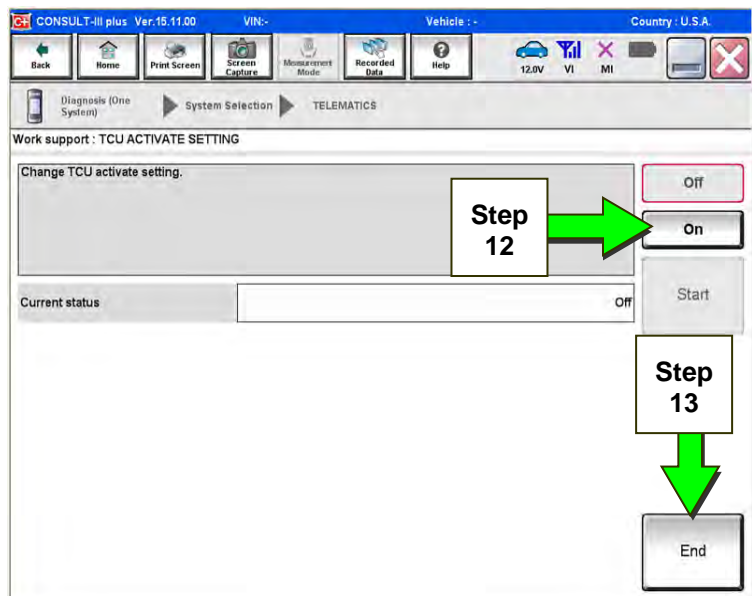 C+ CONSULT-III plus Ver.15.11.00 VIN:- Vehicle : - Country : U.S.A.
Back
Home
Print Screen
Screen
Capture
Measurement
Mode
Recorded
Data
Help
12.0V VI MI
Diagnosis (One
System)
System Selection
TELEMATICS
Work support : TCU ACTIVATE SETTING
Change TCU activate setting.
Off
Step
12
On
Current status
Off
Start
Step
13
End